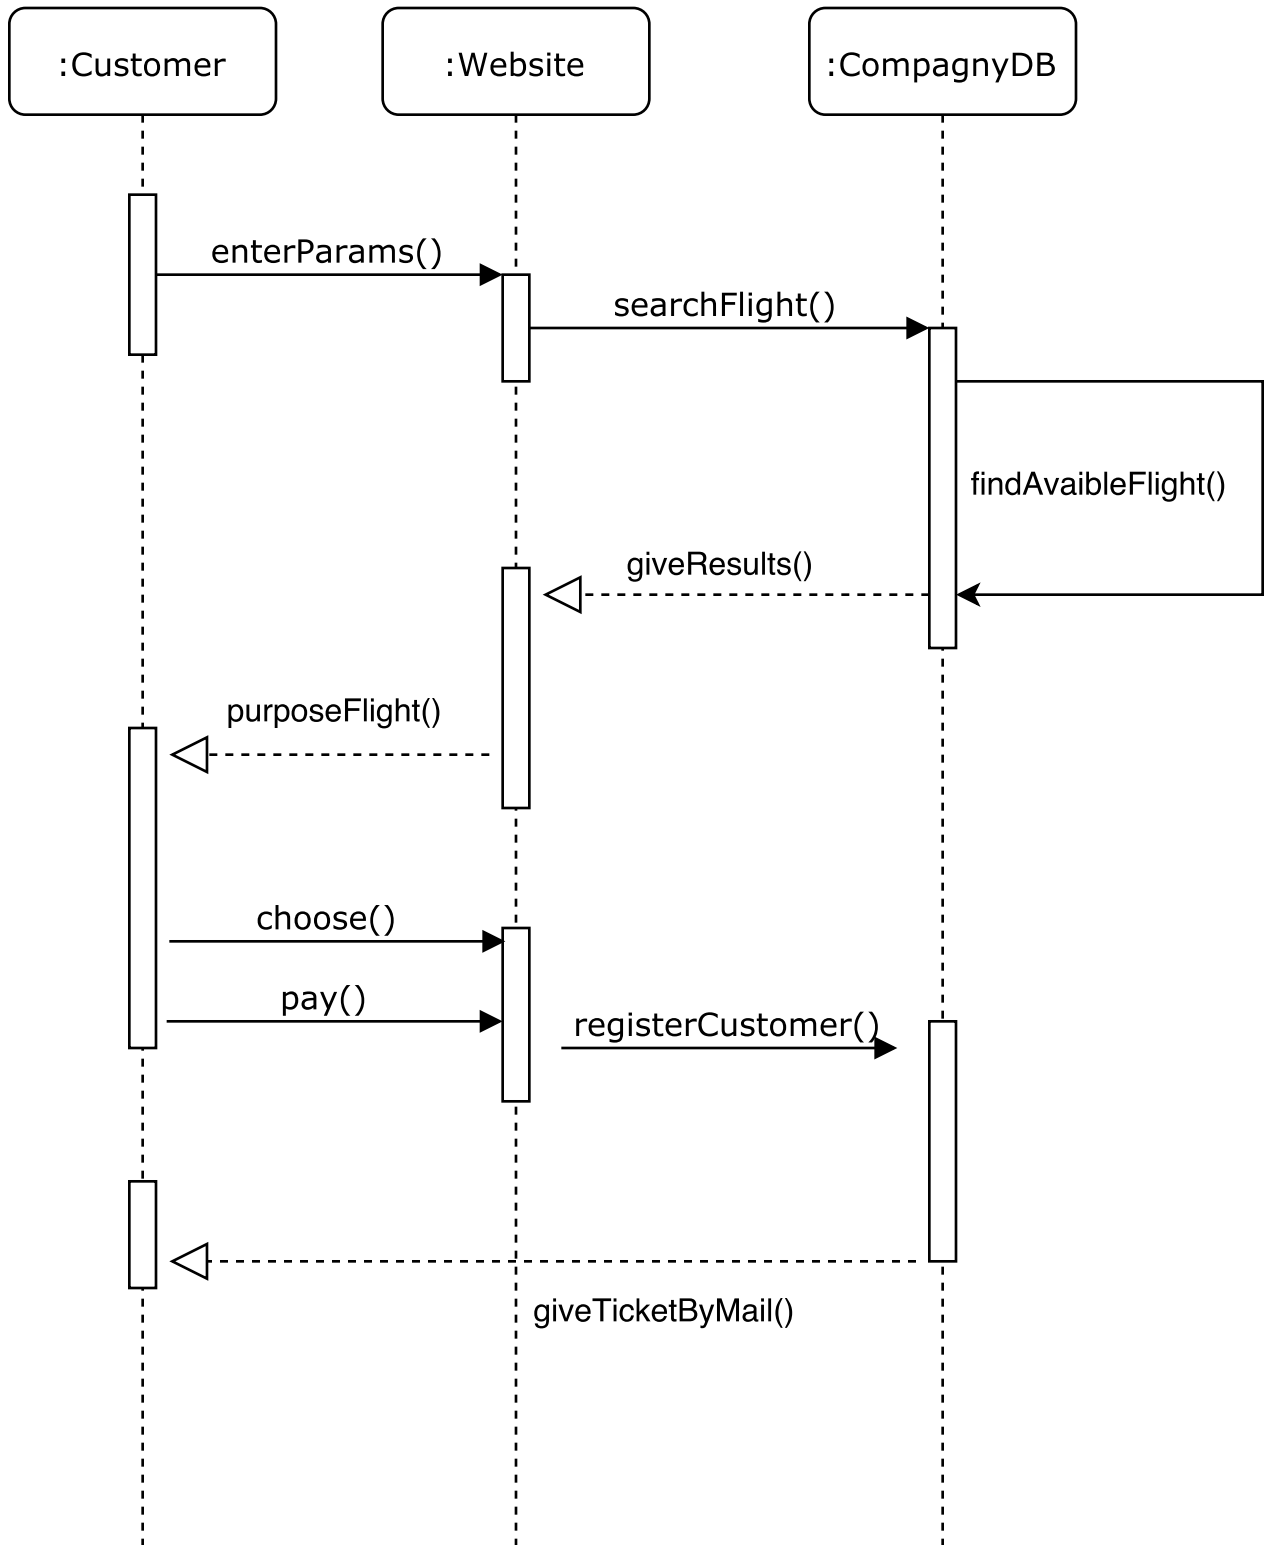 :Customer
:Website
:CompagnyDB
enterParams()
searchFlight()
findAvaibleFlight()
giveResults()
purposeFlight()
choose()
pay()
registerCustomer()
giveTicketByMail()